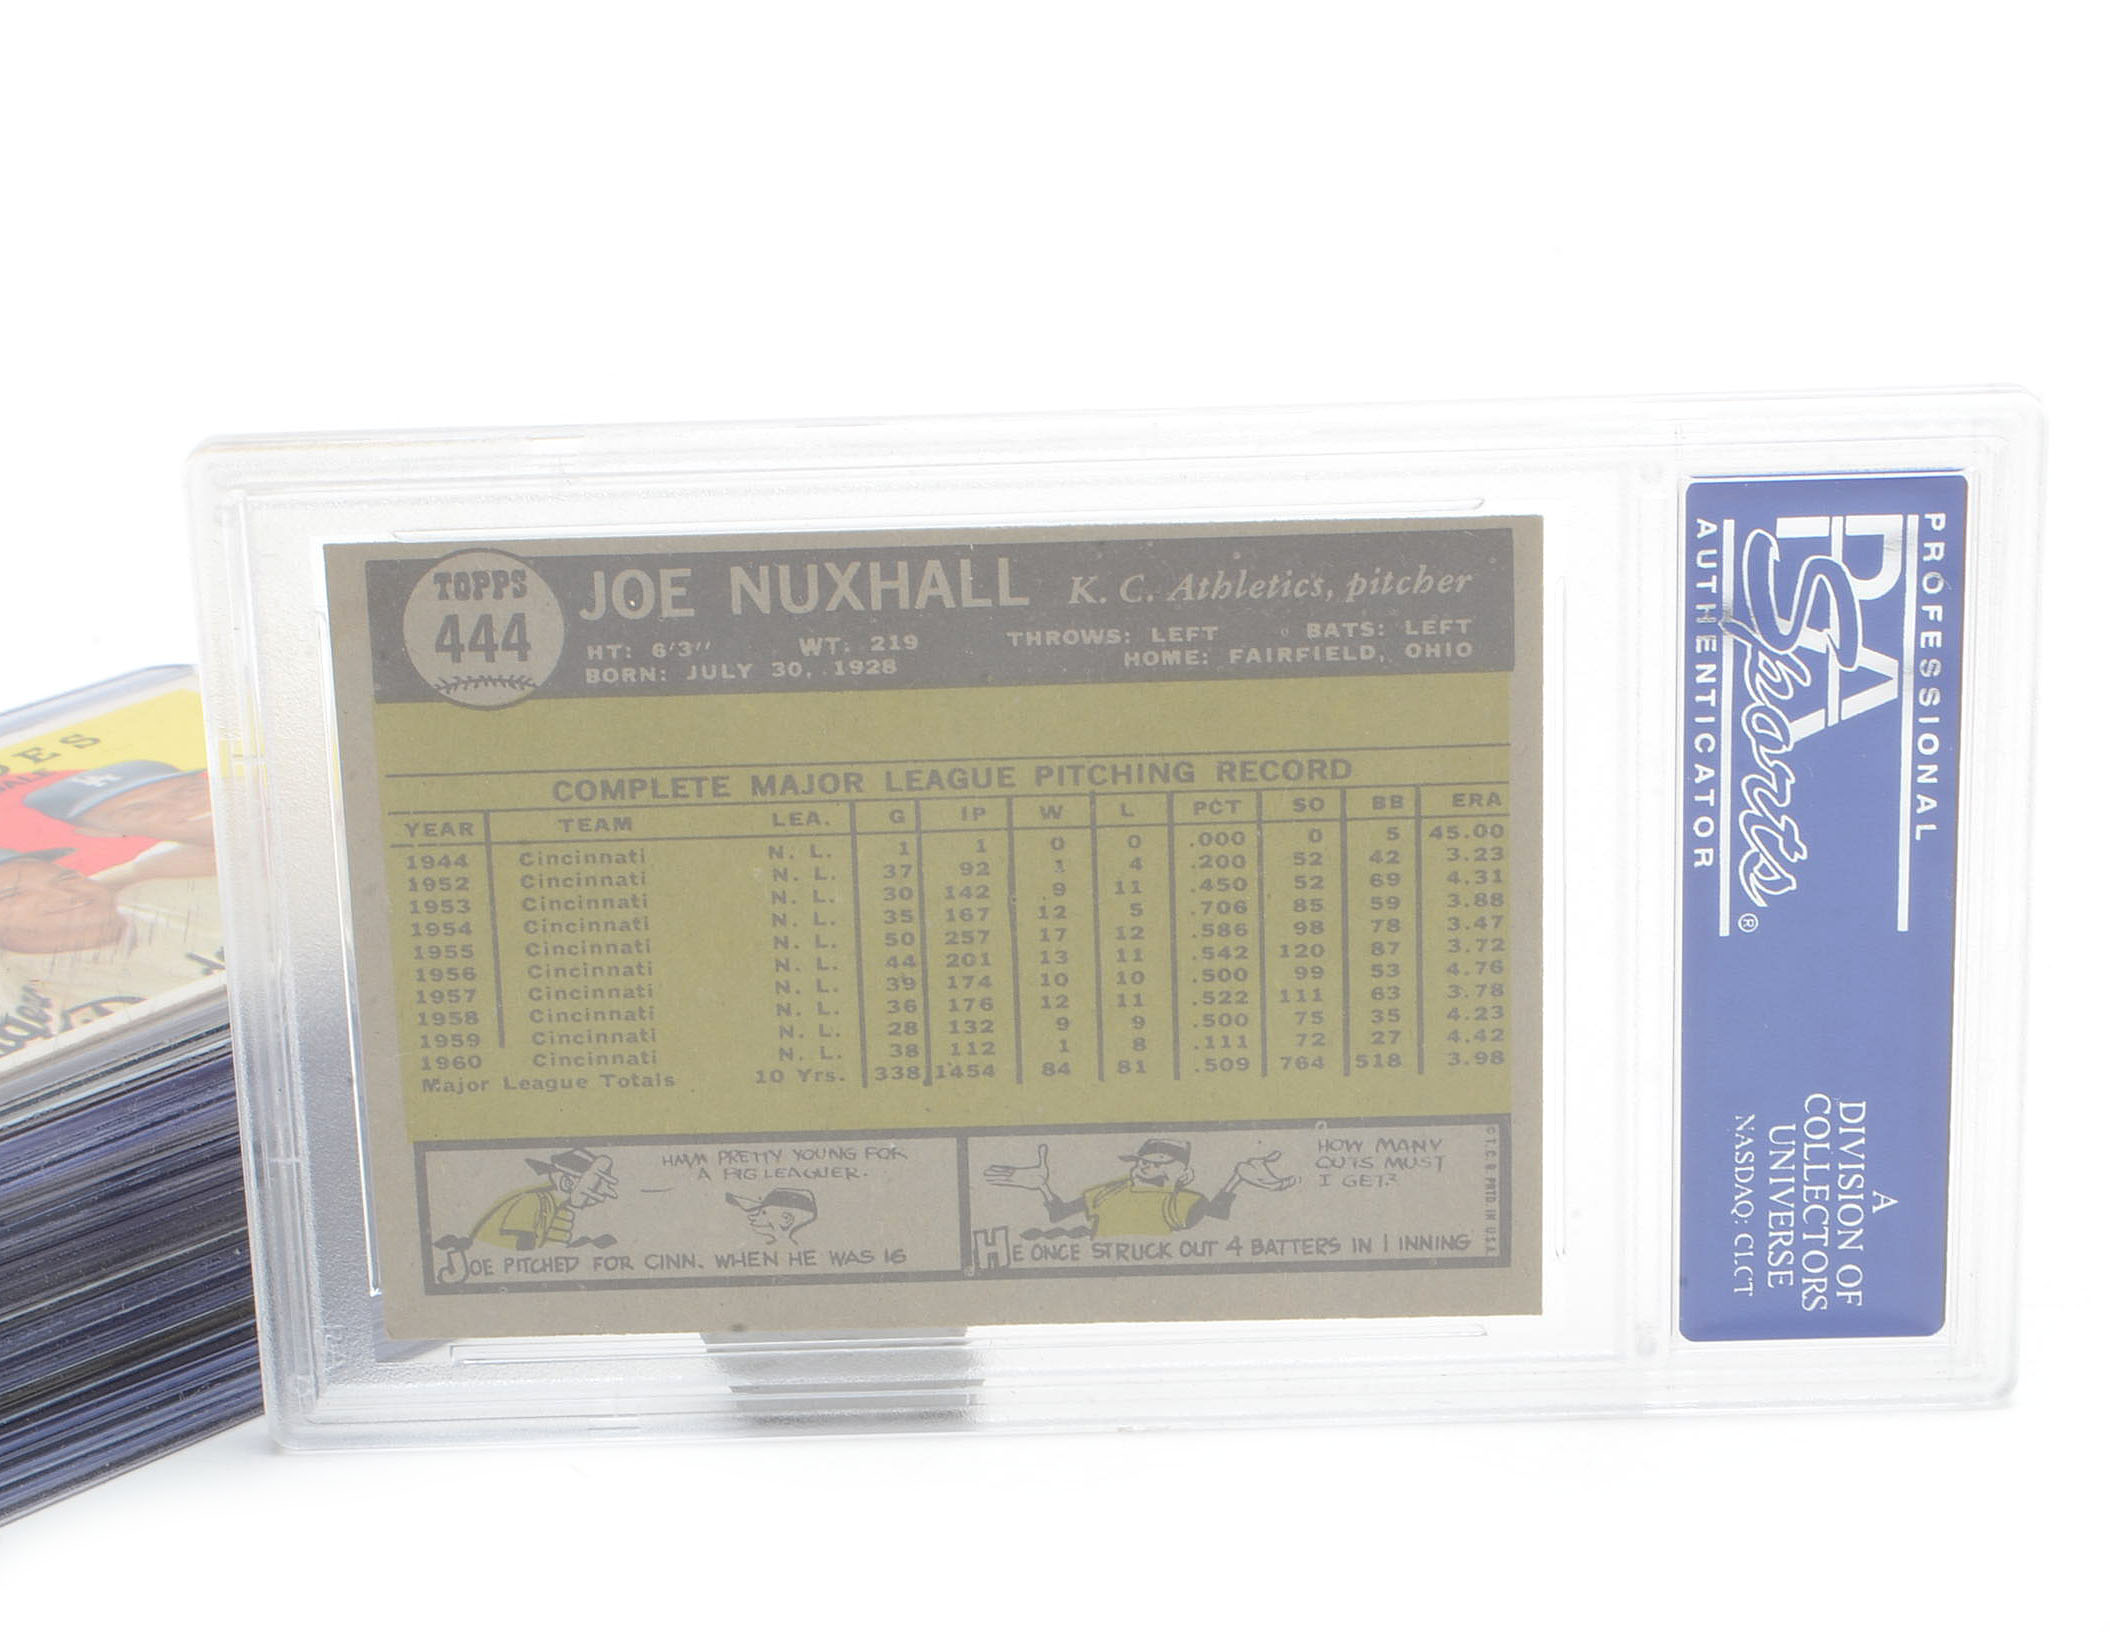 TOPPS
444
JOE NUXHALL K. C. Athletics, pitcher
HT: 6'3" WT: 219 THROWS: LEFT BATS: LEFT
BORN: JULY 30, 1928 HOME: FAIRFIELD, OHIO
COMPLETE MAJOR LEAGUE PITCHING RECORD
YEAR TEAM LEA. G IP W L PCT SO BB ERA
1944 Cincinnati N. L. 1 1 0 0 .000 0 5 45.00
1952 Cincinnati N. L. 37 92 1 4 .200 52 42 3.23
1953 Cincinnati N. L. 30 142 9 11 .450 52 69 4.31
1954 Cincinnati N. L. 35 167 12 5 .706 85 59 3.88
1955 Cincinnati N. L. 50 257 17 12 .586 98 78 3.47
1956 Cincinnati N. L. 44 201 13 11 .542 120 87 3.72
1957 Cincinnati N. L. 39 174 10 10 .500 99 53 4.76
1958 Cincinnati N. L. 36 176 12 11 .522 111 63 3.78
1959 Cincinnati N. L. 28 132 9 9 .500 75 35 4.23
1960 Cincinnati N. L. 38 112 1 8 .111 72 27 4.42
Major League Totals 10 Yrs. 338 1454 84 81 .509 764 518 3.98
HMM PRETTY YOUNG FOR
A BIG LEAGUER.
JOE PITCHED FOR CINN. WHEN HE WAS 16
HOW MANY
OUTS MUST
I GET?
HE ONCE STRUCK OUT 4 BATTERS IN 1 INNING
© T.C.G. PRTD. IN U.S.A.
PROFESSIONAL
PSA
Sports®
AUTHENTICATOR
A
DIVISION OF
COLLECTORS
UNIVERSE
NASDAQ: CLCT
LA